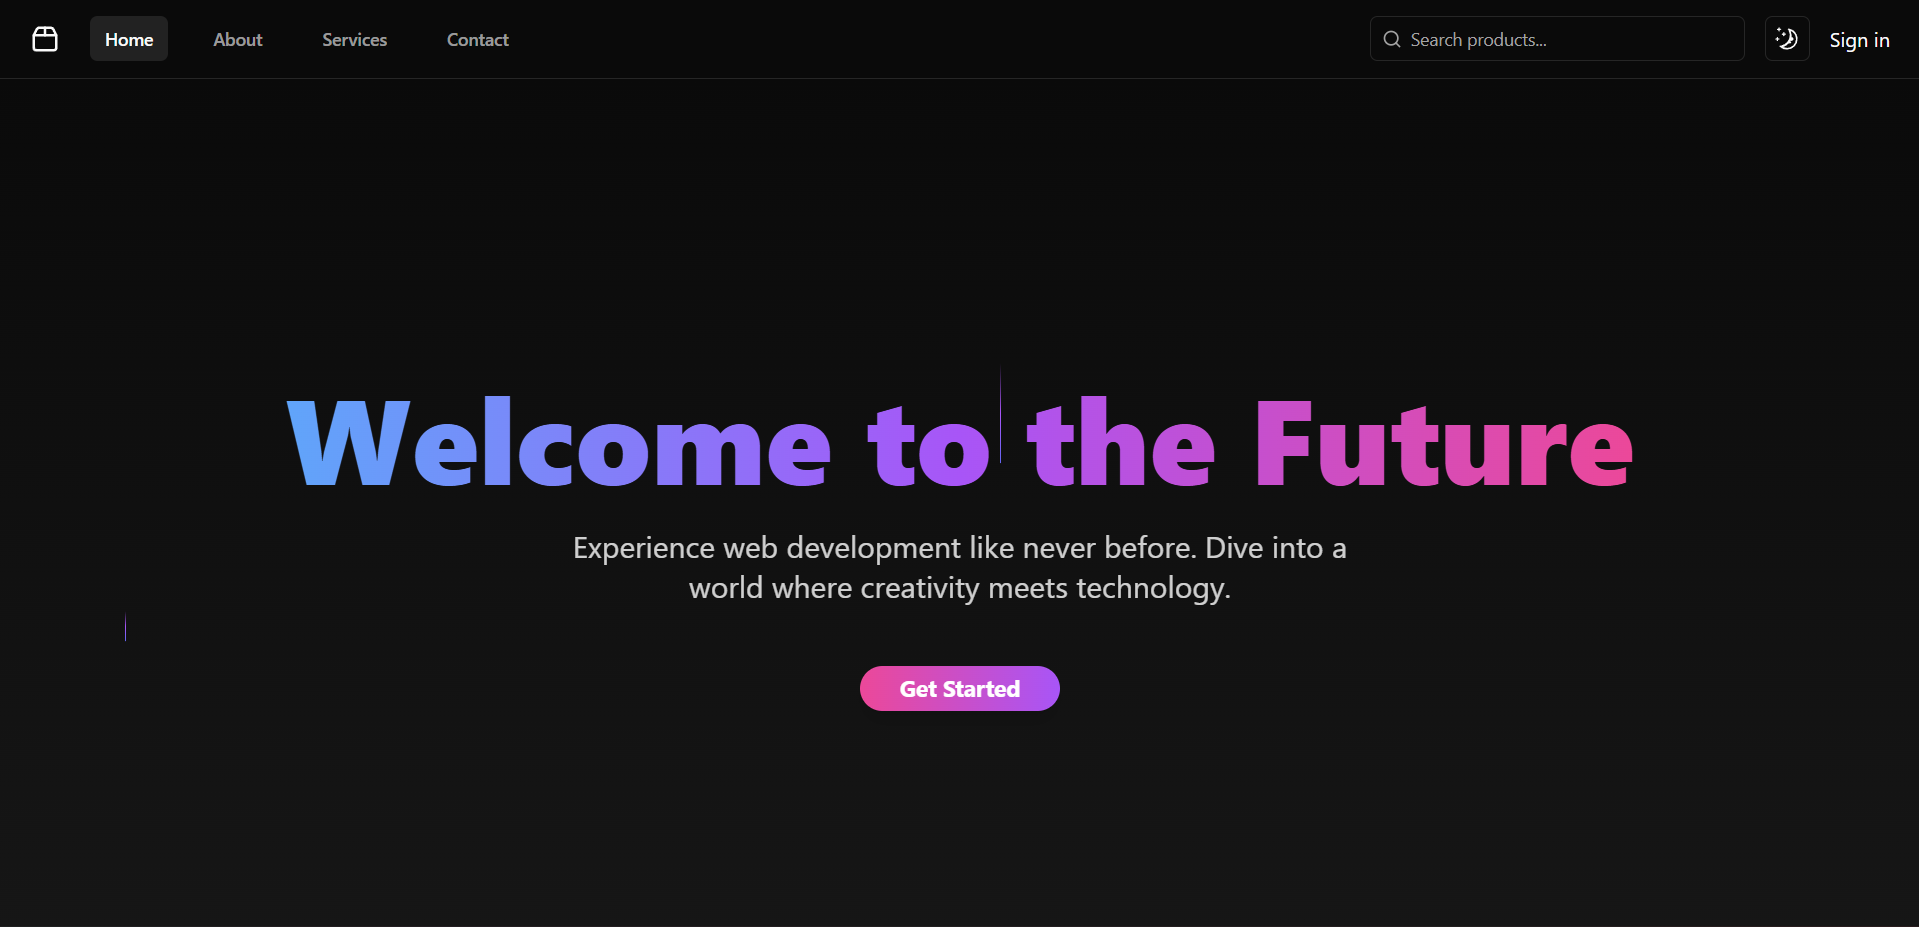 Home
About
Services
Contact
Search products...
Sign in
Welcome to the Future
Experience web development like never before. Dive into a
world where creativity meets technology.
Get Started